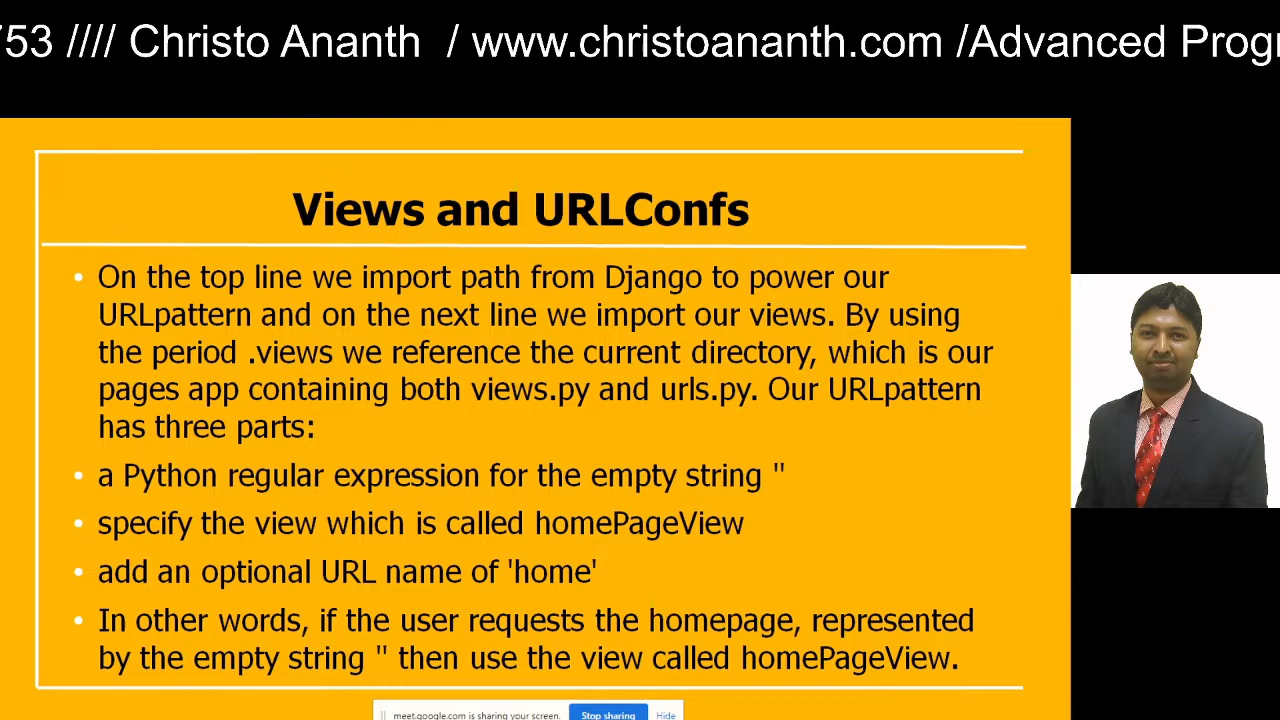 753 //// Christo Ananth / www.christoananth.com /Advanced Progr
Views and URLConfs
• On the top line we import path from Django to power our
URLpattern and on the next line we import our views. By using
the period .views we reference the current directory, which is our
pages app containing both views.py and urls.py. Our URLpattern
has three parts:
• a Python regular expression for the empty string ''
• specify the view which is called homePageView
• add an optional URL name of 'home'
• In other words, if the user requests the homepage, represented
by the empty string '' then use the view called homePageView.
meet.google.com is sharing your screen. Stop sharing Hide